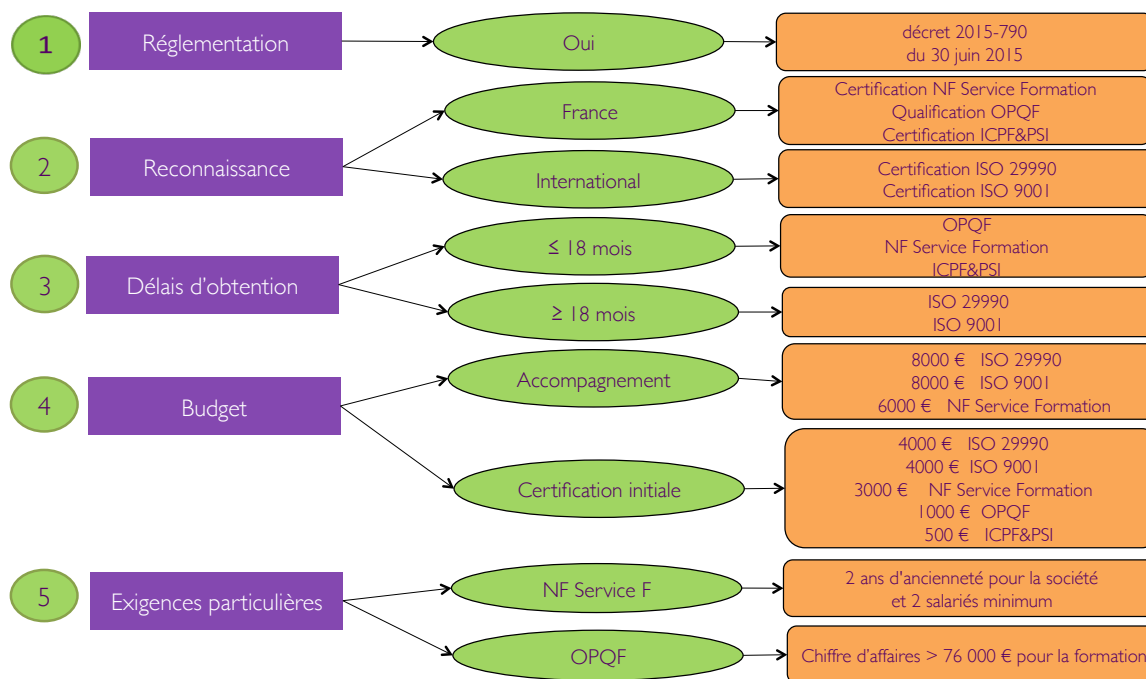 1
Réglementation
Oui
décret 2015-790
du 30 juin 2015
2
Reconnaissance
France
Certification NF Service Formation
Qualification OPQF
Certification ICPF&PSI
International
Certification ISO 29990
Certification ISO 9001
3
Délais d'obtention
≤ 18 mois
OPQF
NF Service Formation
ICPF&PSI
≥ 18 mois
ISO 29990
ISO 9001
4
Budget
Accompagnement
8000 € ISO 29990
8000 € ISO 9001
6000 € NF Service Formation
Certification initiale
4000 € ISO 29990
4000 € ISO 9001
3000 € NF Service Formation
1000 € OPQF
500 € ICPF&PSI
5
Exigences particulières
NF Service F
2 ans d'ancienneté pour la société
et 2 salariés minimum
OPQF
Chiffre d'affaires > 76 000 € pour la formation